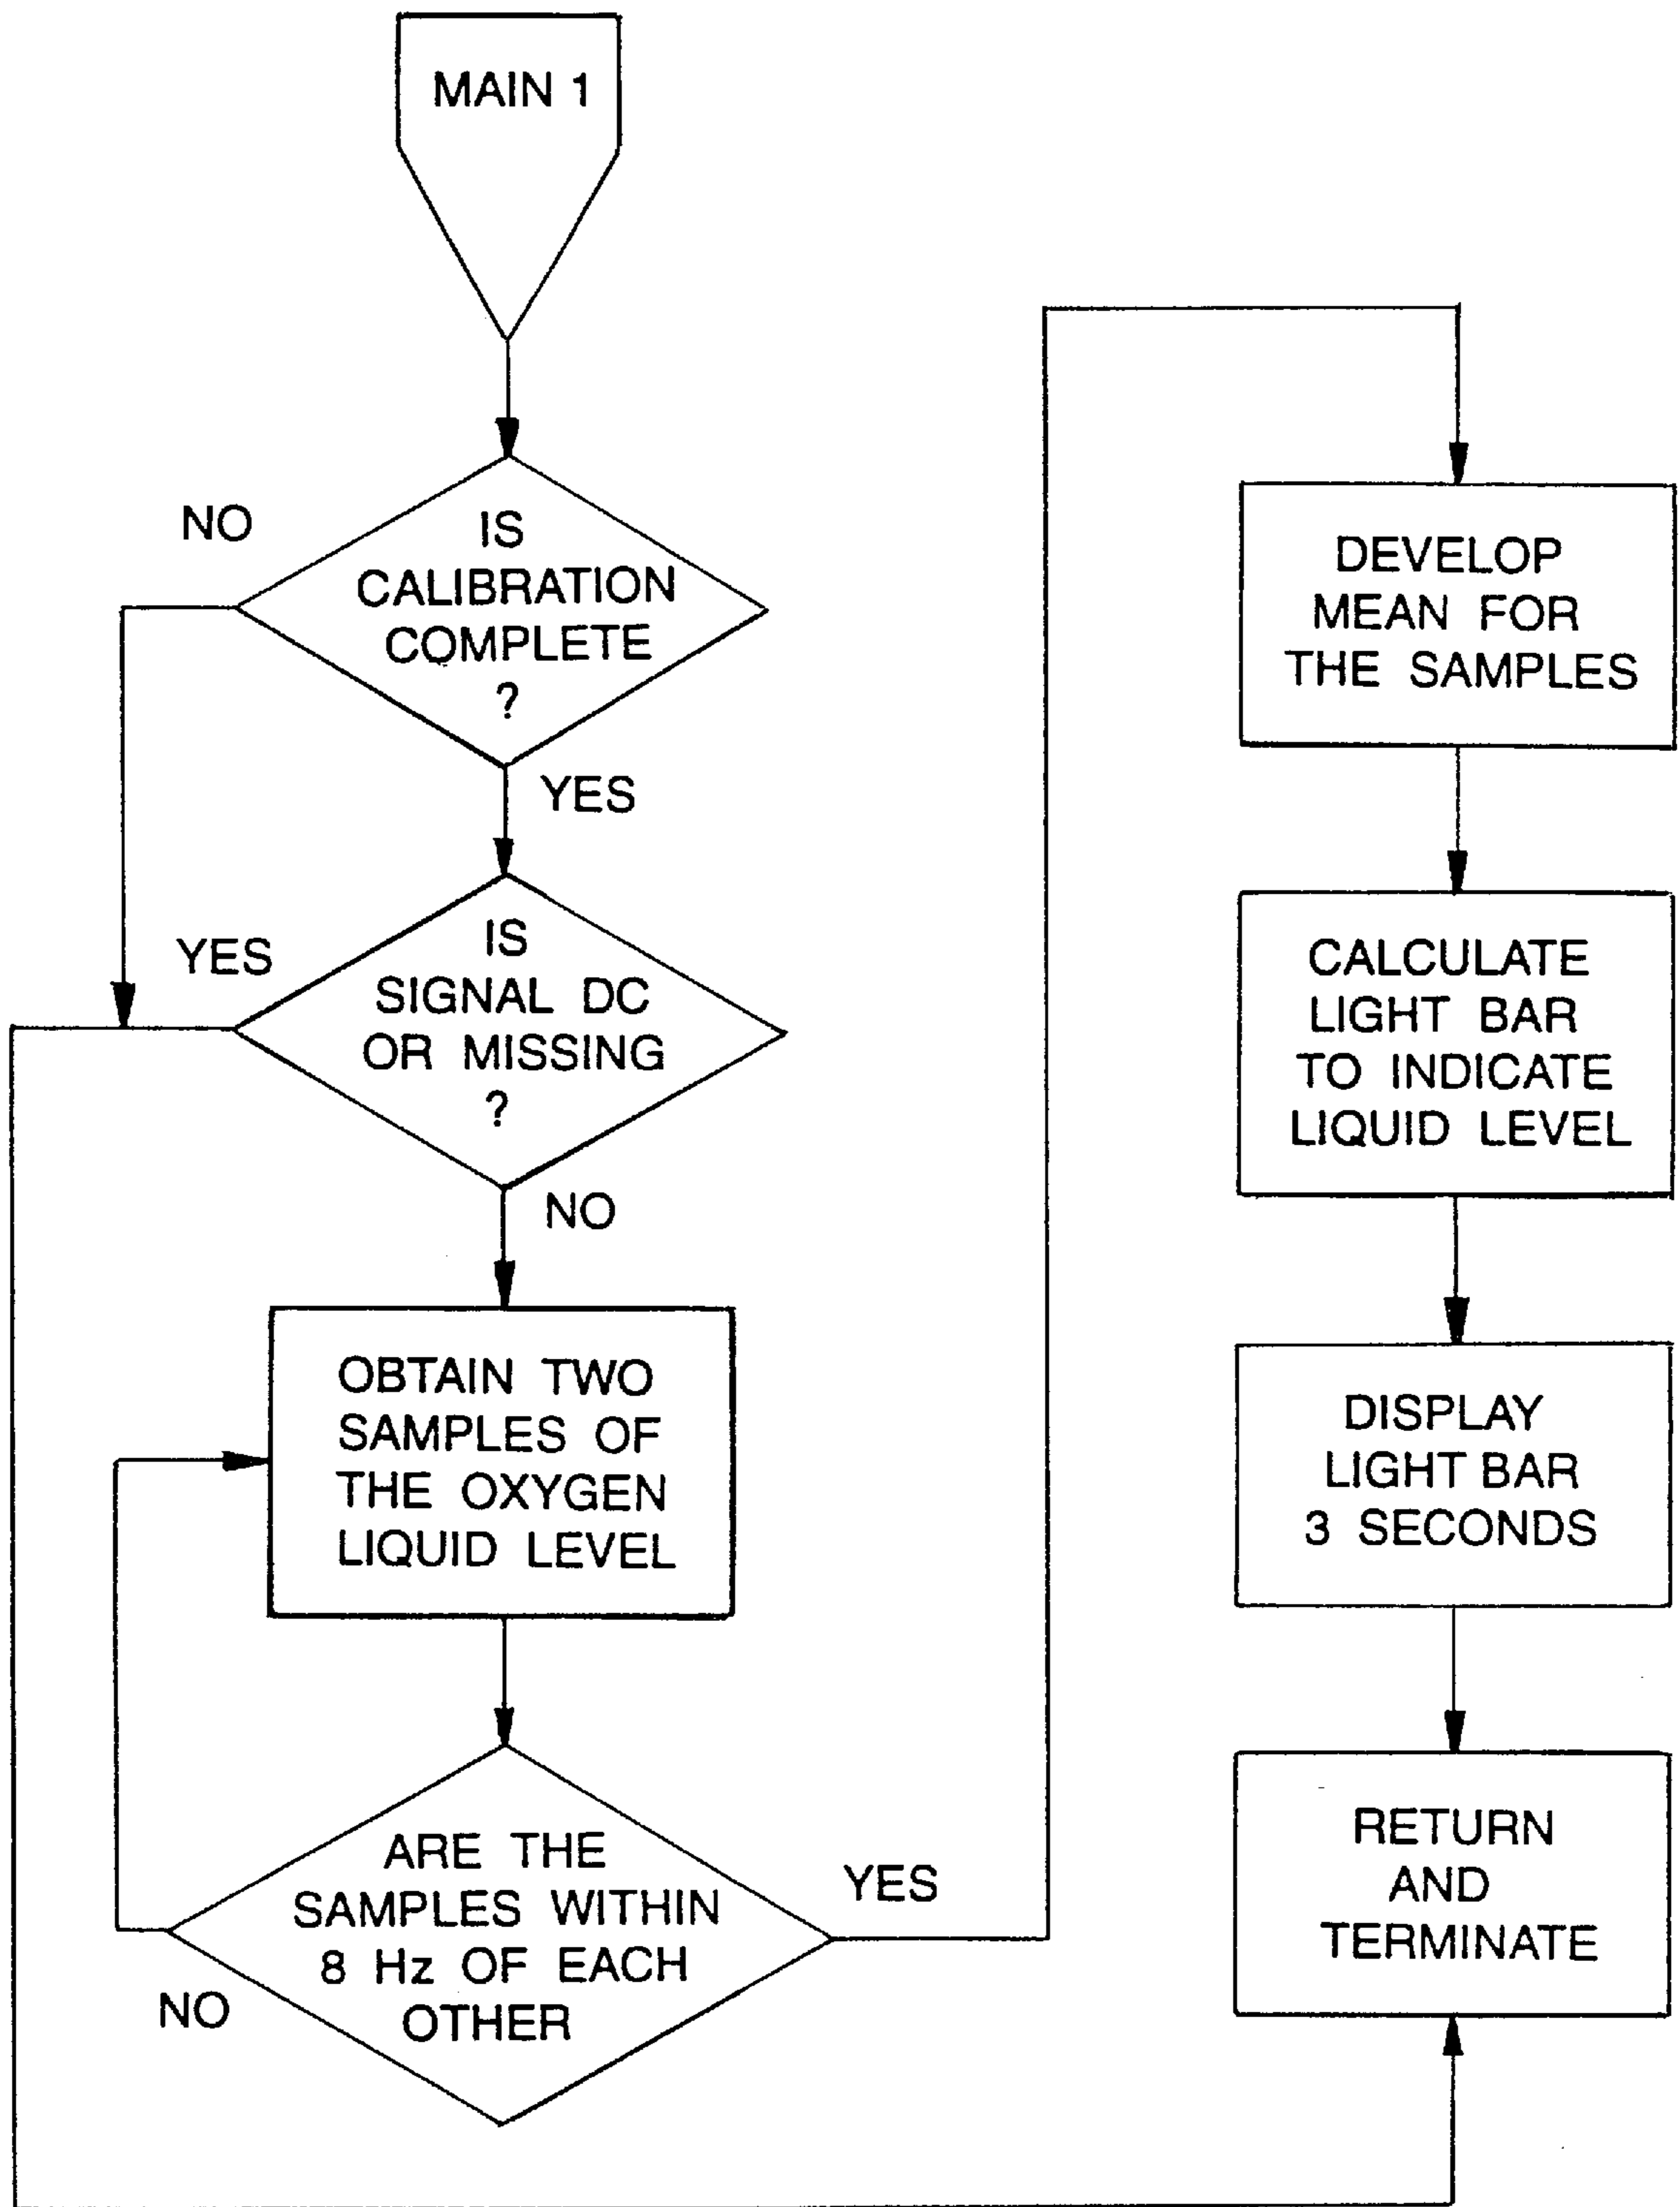 MAIN 1
NO
IS
CALIBRATION
COMPLETE
?
YES
YES
IS
SIGNAL DC
OR MISSING
?
NO
OBTAIN TWO
SAMPLES OF
THE OXYGEN
LIQUID LEVEL
ARE THE
SAMPLES WITHIN
8 Hz OF EACH
OTHER
NO
YES
DEVELOP
MEAN FOR
THE SAMPLES
CALCULATE
LIGHT BAR
TO INDICATE
LIQUID LEVEL
DISPLAY
LIGHT BAR
3 SECONDS
RETURN
AND
TERMINATE